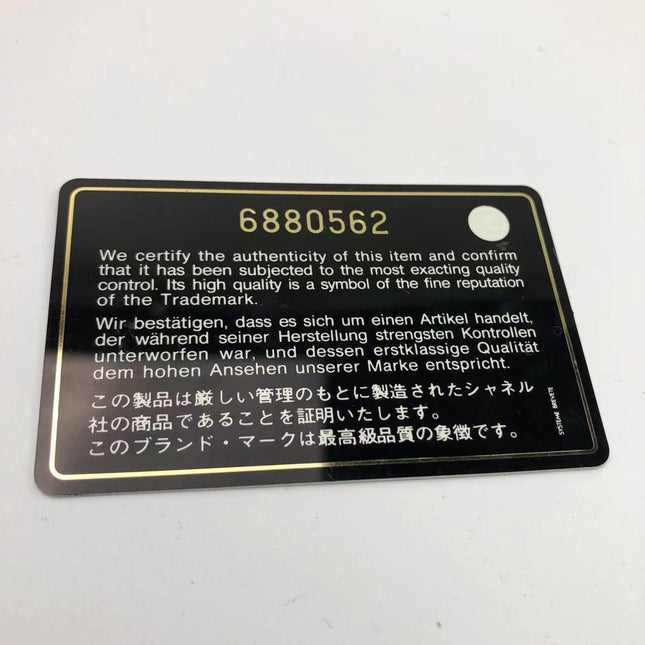 6880562
We certify the authenticity of this item and confirm
that it has been subjected to the most exacting quality
control. Its high quality is a symbol of the fine reputation
of the Trademark.
Wir bestätigen, dass es sich um einen Artikel handelt,
der während seiner Herstellung strengsten Kontrollen
unterworfen war, und dessen erstklassige Qualität
dem hohen Ansehen unserer Marke entspricht.
この製品は厳しい管理のもとに製造されたシャネル
社の商品であることを証明いたします。
このブランド・マークは最高級品質の象徴です。
SYSTEME BREVETE